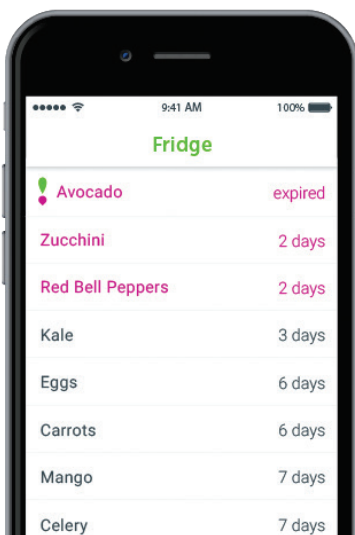 9:41 AM 100%
Fridge
Avocado expired
Zucchini 2 days
Red Bell Peppers 2 days
Kale 3 days
Eggs 6 days
Carrots 6 days
Mango 7 days
Celery 7 days